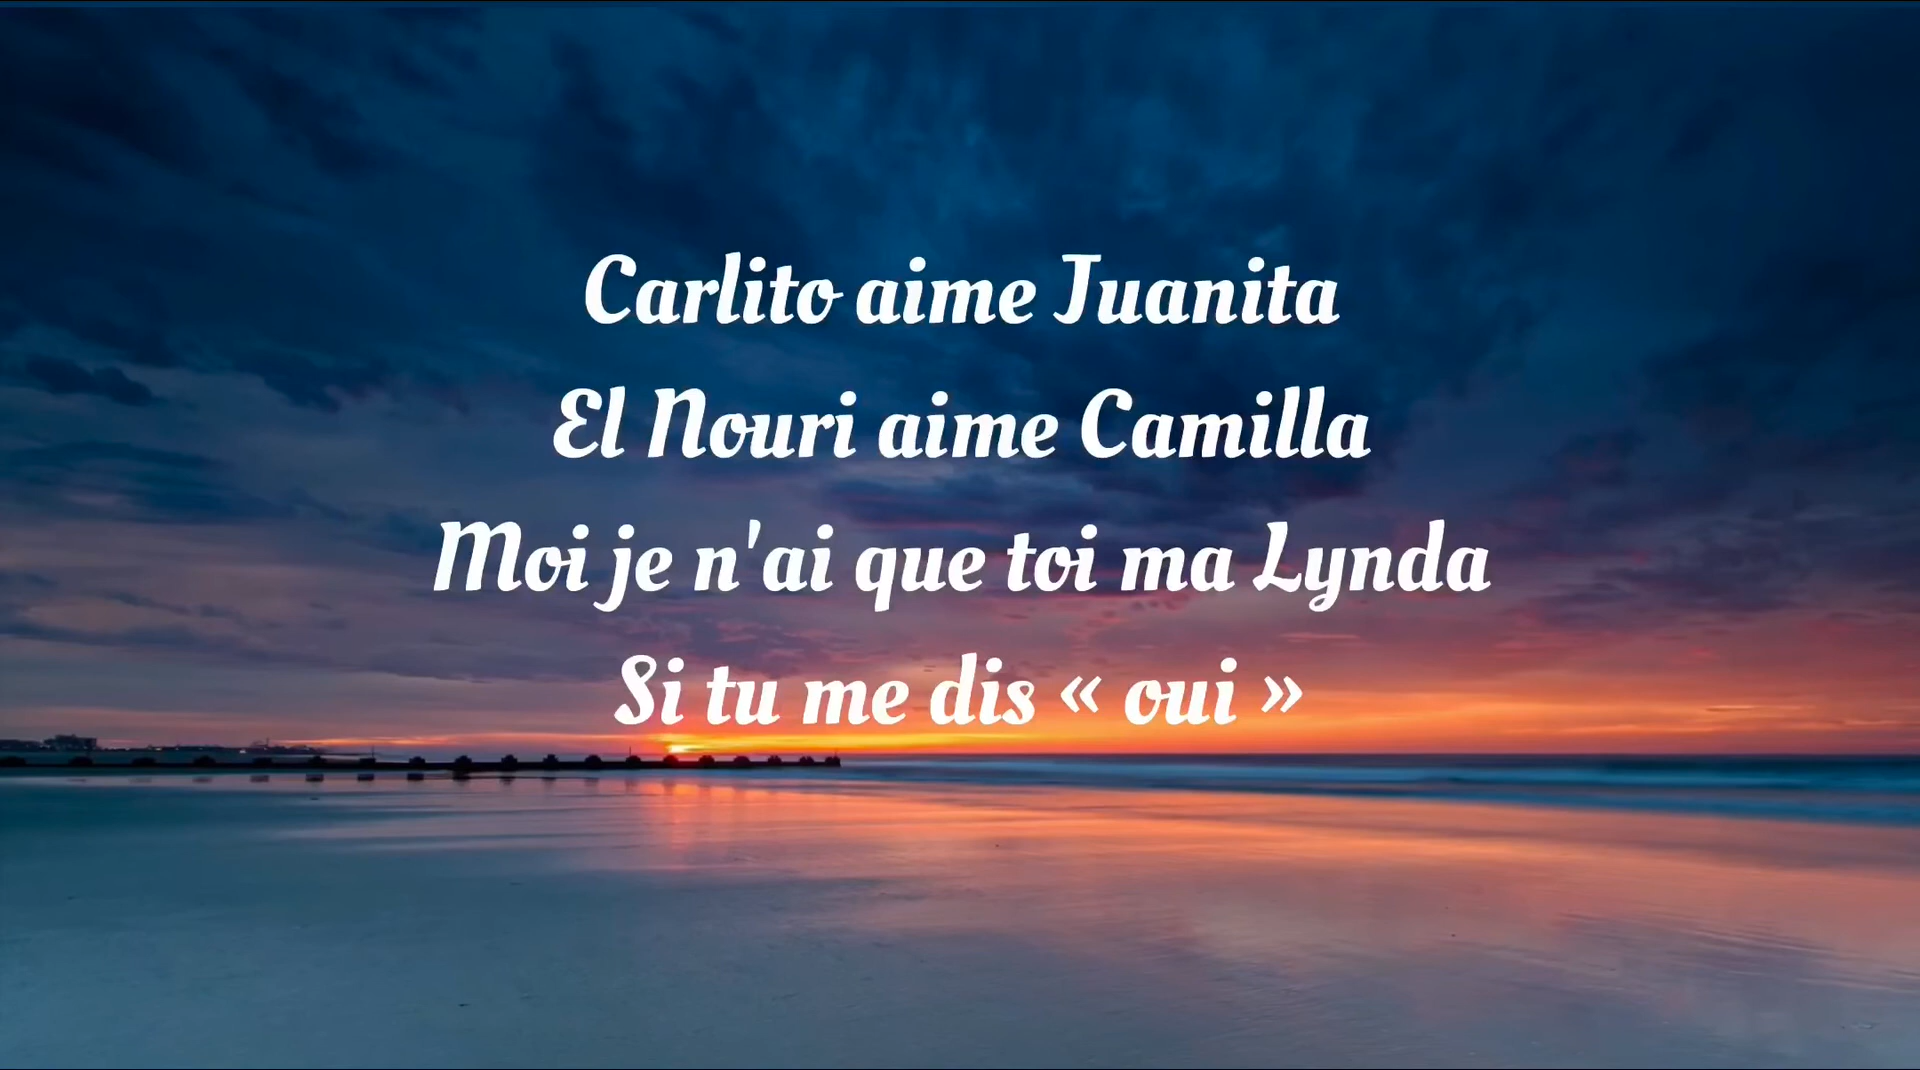 Carlito aime Juanita
El Nouri aime Camilla
Moi je n'ai que toi ma Lynda
Si tu me dis « oui »